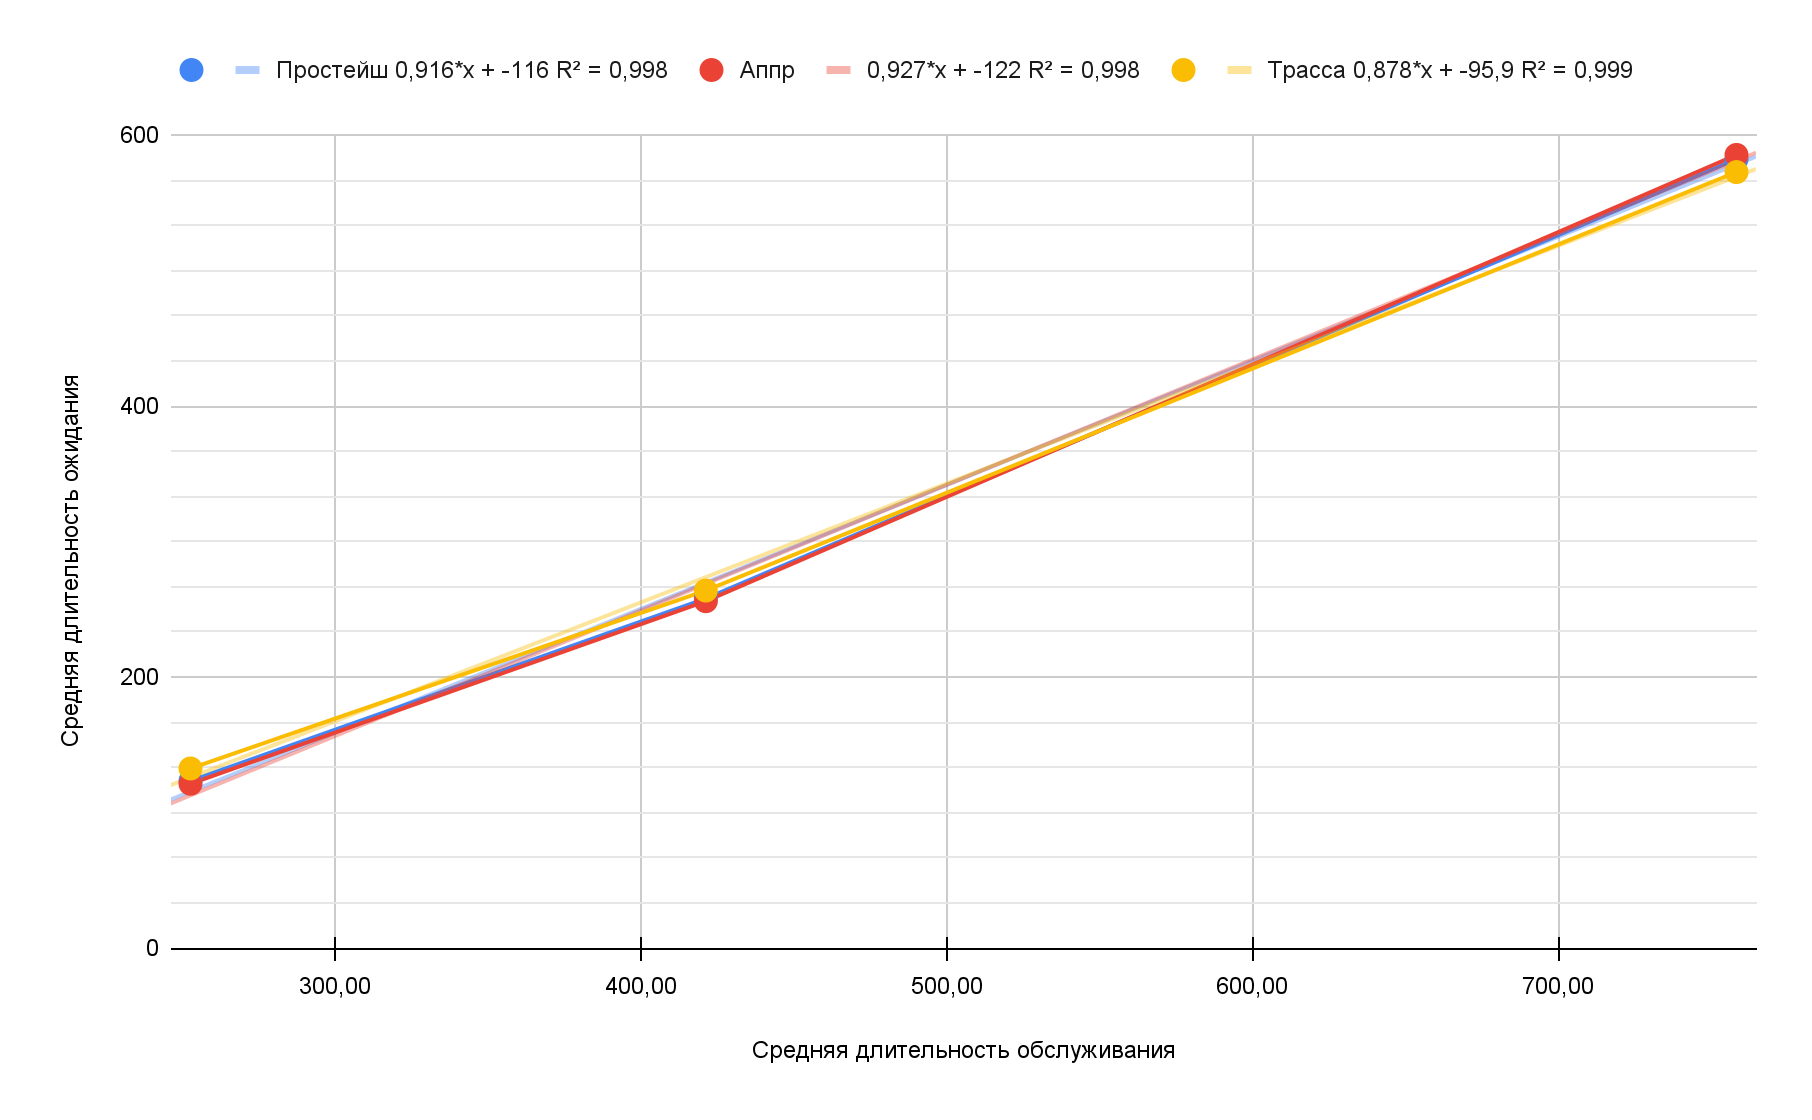 Простейш 0,916*x + -116 R² = 0,998 Аппр 0,927*x + -122 R² = 0,998 Трасса 0,878*x + -95,9 R² = 0,999
600
400
200
0
Средняя длительность ожидания
300,00 400,00 500,00 600,00 700,00
Средняя длительность обслуживания